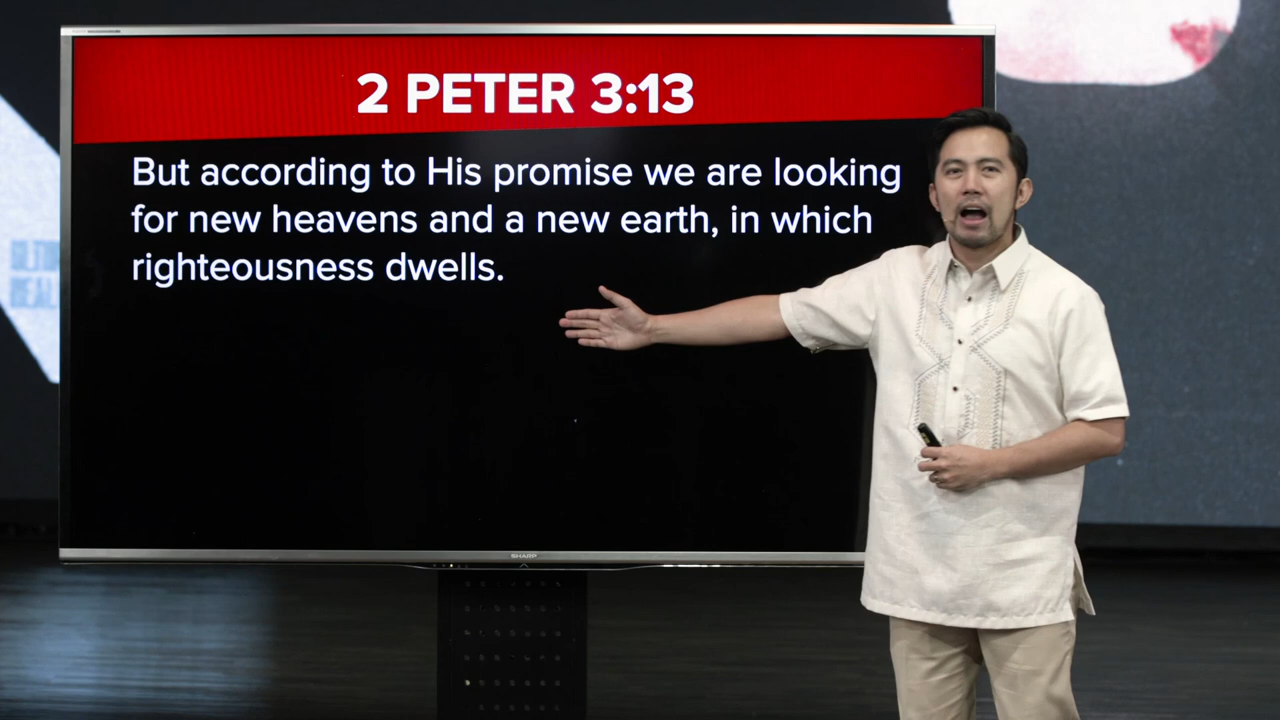 2 PETER 3:13
But according to His promise we are looking
for new heavens and a new earth, in which
righteousness dwells.
SHARP